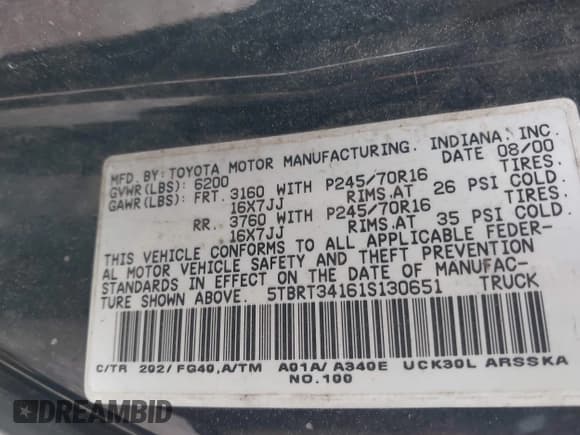 MFD. BY: TOYOTA MOTOR MANUFACTURING. INDIANA. INC.
GVWR(LBS): 6200 DATE 08/00
GAWR(LBS): FRT. 3160 WITH P245/70R16 TIRES.
16X7JJ RIMS.AT 26 PSI COLD.
RR. 3760 WITH P245/70R16 TIRES
16X7JJ RIMS.AT 35 PSI COLD.
THIS VEHICLE CONFORMS TO ALL APPLICABLE FEDER-
AL MOTOR VEHICLE SAFETY AND THEFT PREVENTION
STANDARDS IN EFFECT ON THE DATE OF MANUFAC-
TURE SHOWN ABOVE. 5TBRT34161S130651 TRUCK
C/TR 202/ FG40,A/TM A01A/ A340E UCK30L ARSSKA
NO.100
DREAMBID